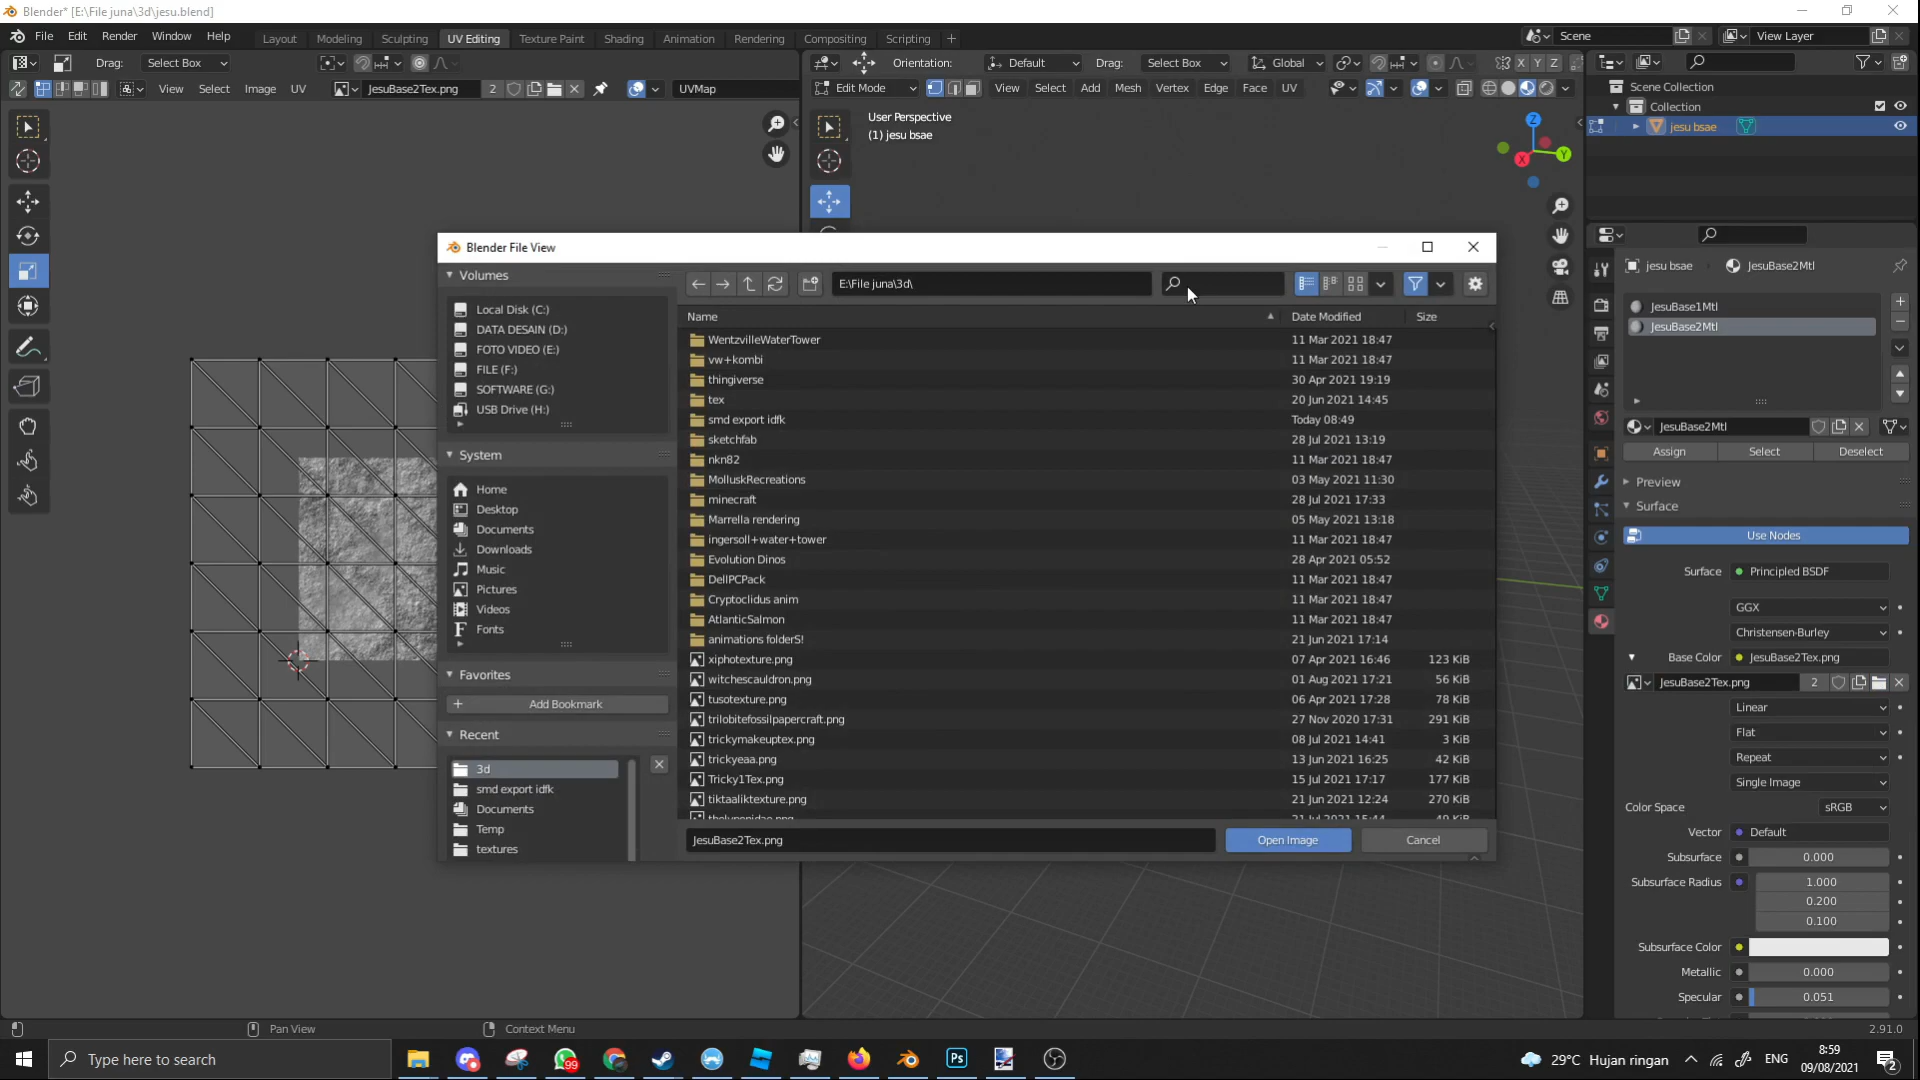 Blender* [E:\File juna\3d\jesu.blend]
File Edit Render Window Help Layout Modeling Sculpting UV Editing Texture Paint Shading Animation Rendering Compositing Scripting + Scene View Layer
Drag: Select Box Orientation: Default Drag: Select Box Global X Y Z
View Select Image UV JesuBase2Tex.png 2 UVMap Edit Mode View Select Add Mesh Vertex Edge Face UV
Scene Collection
Collection
jesu bsae
User Perspective
(1) jesu bsae
Z
Y
X
Blender File View
Volumes
Local Disk (C:)
DATA DESAIN (D:)
FOTO VIDEO (E:)
FILE (F:)
SOFTWARE (G:)
USB Drive (H:)
System
Home
Desktop
Documents
Downloads
Music
Pictures
Videos
Fonts
Favorites
Add Bookmark
Recent
3d
smd export idfk
Documents
Temp
textures
E:\File juna\3d\
Name Date Modified Size
WentzvilleWaterTower 11 Mar 2021 18:47
vw+kombi 11 Mar 2021 18:47
thingiverse 30 Apr 2021 19:19
tex 20 Jun 2021 14:45
smd export idfk Today 08:49
sketchfab 28 Jul 2021 13:19
nkn82 11 Mar 2021 18:47
MolluskRecreations 03 May 2021 11:30
minecraft 28 Jul 2021 17:33
Marrella rendering 05 May 2021 13:18
ingersoll+water+tower 11 Mar 2021 18:47
Evolution Dinos 28 Apr 2021 05:52
DellPCPack 11 Mar 2021 18:47
Cryptoclidus anim 11 Mar 2021 18:47
AtlanticSalmon 11 Mar 2021 18:47
animations folderS! 21 Jun 2021 17:14
xiphotexture.png 07 Apr 2021 16:46 123 KiB
witchescauldron.png 01 Aug 2021 17:21 56 KiB
tusotexture.png 06 Apr 2021 17:28 78 KiB
trilobitefossilpapercraft.png 27 Nov 2020 17:31 291 KiB
trickymakeuptex.png 08 Jul 2021 14:41 3 KiB
trickyeaa.png 13 Jun 2021 16:25 42 KiB
Tricky1Tex.png 15 Jul 2021 17:17 177 KiB
tiktaaliktexture.png 21 Jun 2021 12:24 270 KiB
JesuBase2Tex.png Open Image Cancel
jesu bsae JesuBase2Mtl
JesuBase1Mtl
JesuBase2Mtl
JesuBase2Mtl
Assign Select Deselect
Preview
Surface
Use Nodes
Surface Principled BSDF
GGX
Christensen-Burley
Base Color JesuBase2Tex.png
JesuBase2Tex.png 2
Linear
Flat
Repeat
Single Image
Color Space sRGB
Vector Default
Subsurface 0.000
Subsurface Radius 1.000
0.200
0.100
Subsurface Color
Metallic 0.000
Specular 0.051
Pan View Context Menu 2.91.0
Type here to search 99 Ps 29°C Hujan ringan ENG 8:59
09/08/2021 2